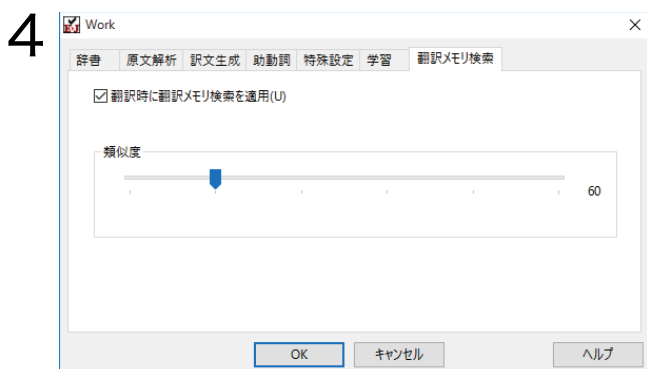 4
Work
辞書 原文解析 訳文生成 助動詞 特殊設定 学習 翻訳メモリ検索
翻訳時に翻訳メモリ検索を適用(U)
類似度
60
OK キャンセル ヘルプ